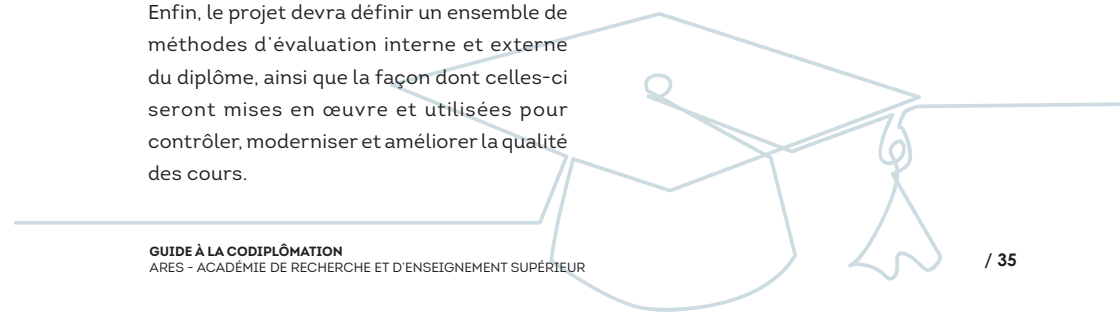 Enfin, le projet devra définir un ensemble de
méthodes d'évaluation interne et externe
du diplôme, ainsi que la façon dont celles-ci
seront mises en œuvre et utilisées pour
contrôler, moderniser et améliorer la qualité
des cours.
GUIDE À LA CODIPLÔMATION
ARES - ACADÉMIE DE RECHERCHE ET D'ENSEIGNEMENT SUPÉRIEUR
/ 35